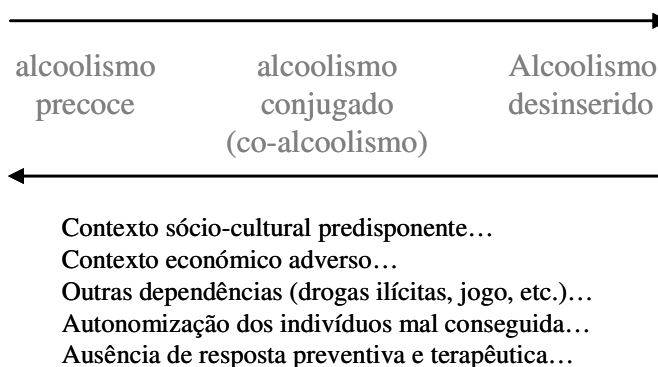 alcoolismo precoce
alcoolismo conjugado (co-alcoolismo)
Alcoolismo desinserido
Contexto sócio-cultural predisponente…
Contexto económico adverso…
Outras dependências (drogas ilícitas, jogo, etc.)…
Autonomização dos indivíduos mal conseguida…
Ausência de resposta preventiva e terapêutica…